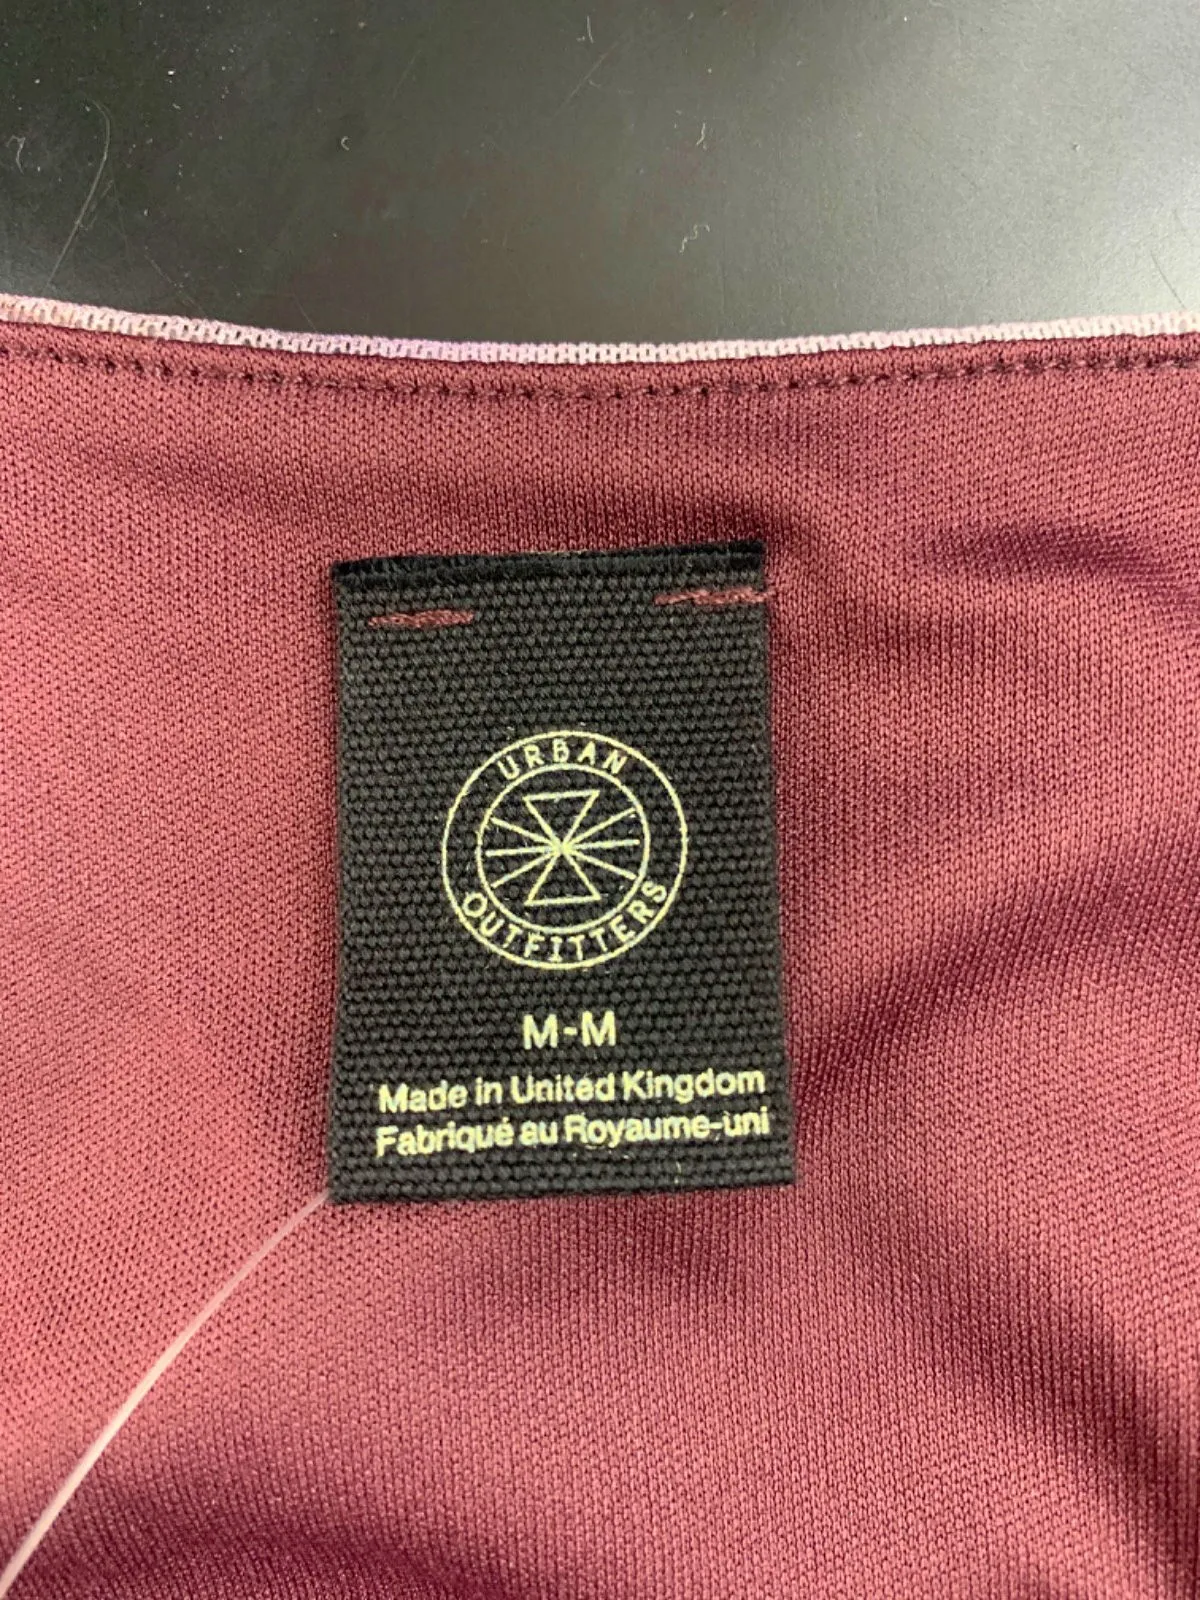 URBAN
OUTFITTERS
M-M
Made in United Kingdom
Fabriqué au Royaume-uni